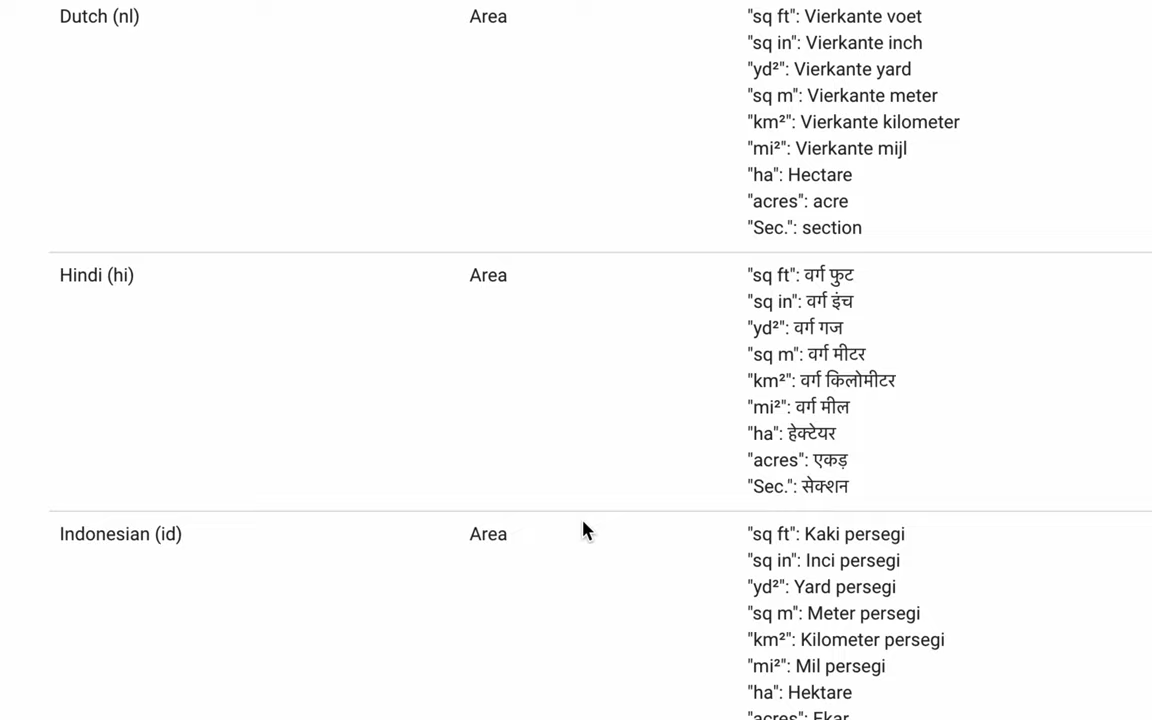 Dutch (nl)
Area
"sq ft": Vierkante voet
"sq in": Vierkante inch
"yd²": Vierkante yard
"sq m": Vierkante meter
"km²": Vierkante kilometer
"mi²": Vierkante mijl
"ha": Hectare
"acres": acre
"Sec.": section
Hindi (hi)
Area
"sq ft": वर्ग फुट
"sq in": वर्ग इंच
"yd²": वर्ग गज
"sq m": वर्ग मीटर
"km²": वर्ग किलोमीटर
"mi²": वर्ग मील
"ha": हेक्टेयर
"acres": एकड़
"Sec.": सेक्शन
Indonesian (id)
Area
"sq ft": Kaki persegi
"sq in": Inci persegi
"yd²": Yard persegi
"sq m": Meter persegi
"km²": Kilometer persegi
"mi²": Mil persegi
"ha": Hektare
"acres": Ekar